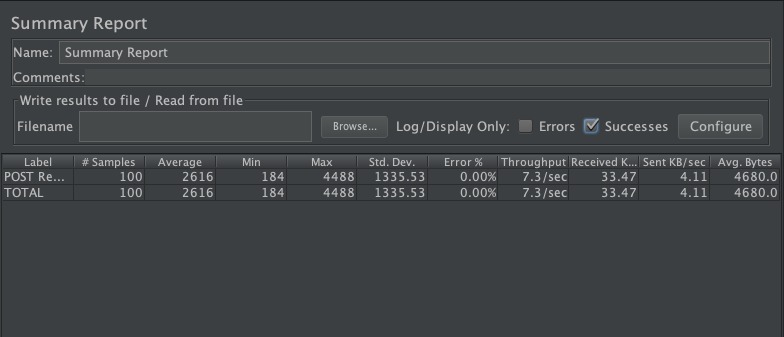 Summary Report
Name: Summary Report
Comments:
Write results to file / Read from file
Filename Browse... Log/Display Only: Errors Successes Configure
Label # Samples Average Min Max Std. Dev. Error % Throughput Received K... Sent KB/sec Avg. Bytes
POST Re... 100 2616 184 4488 1335.53 0.00% 7.3/sec 33.47 4.11 4680.0
TOTAL 100 2616 184 4488 1335.53 0.00% 7.3/sec 33.47 4.11 4680.0